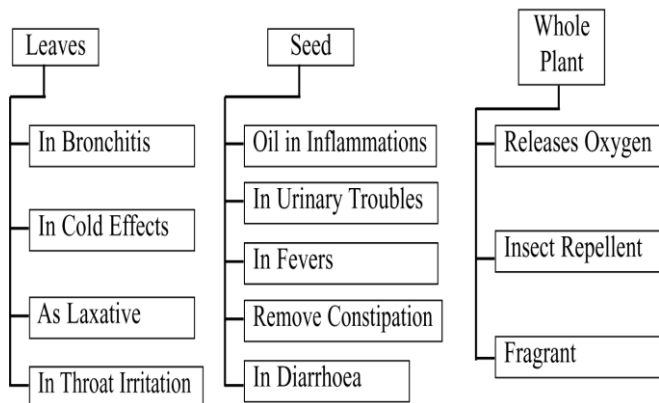 Leaves
In Bronchitis
In Cold Effects
As Laxative
In Throat Irritation
Seed
Oil in Inflammations
In Urinary Troubles
In Fevers
Remove Constipation
In Diarrhoea
Whole
Plant
Releases Oxygen
Insect Repellent
Fragrant